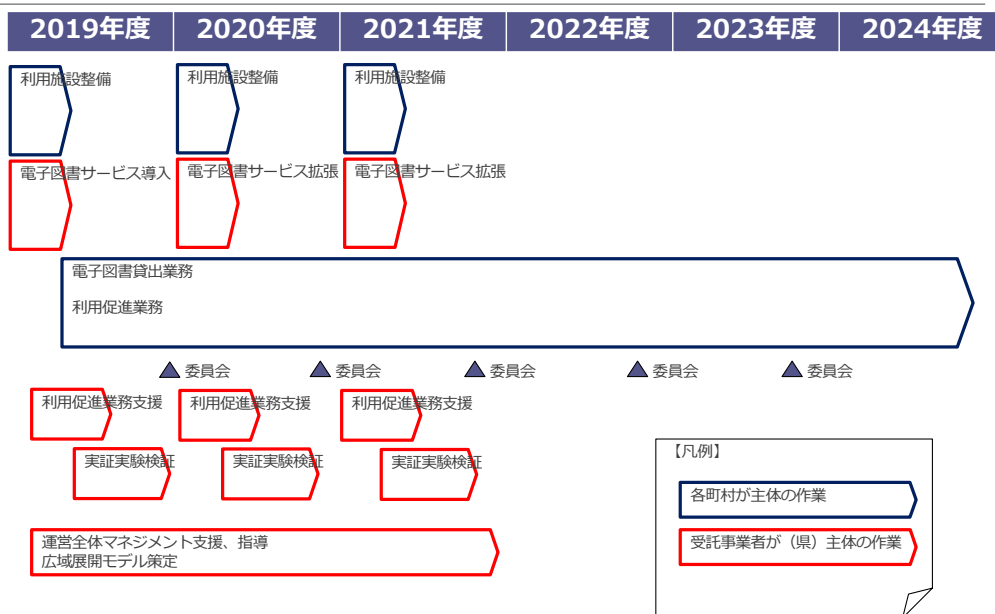 2019年度 2020年度 2021年度 2022年度 2023年度 2024年度
利用施設整備 利用施設整備 利用施設整備
電子図書サービス導入 電子図書サービス拡張 電子図書サービス拡張
電子図書貸出業務
利用促進業務
委員会 委員会 委員会 委員会 委員会
利用促進業務支援 利用促進業務支援 利用促進業務支援
実証実験検証 実証実験検証 実証実験検証
運営全体マネジメント支援、指導
広域展開モデル策定
【凡例】
各町村が主体の作業
受託事業者が（県）主体の作業